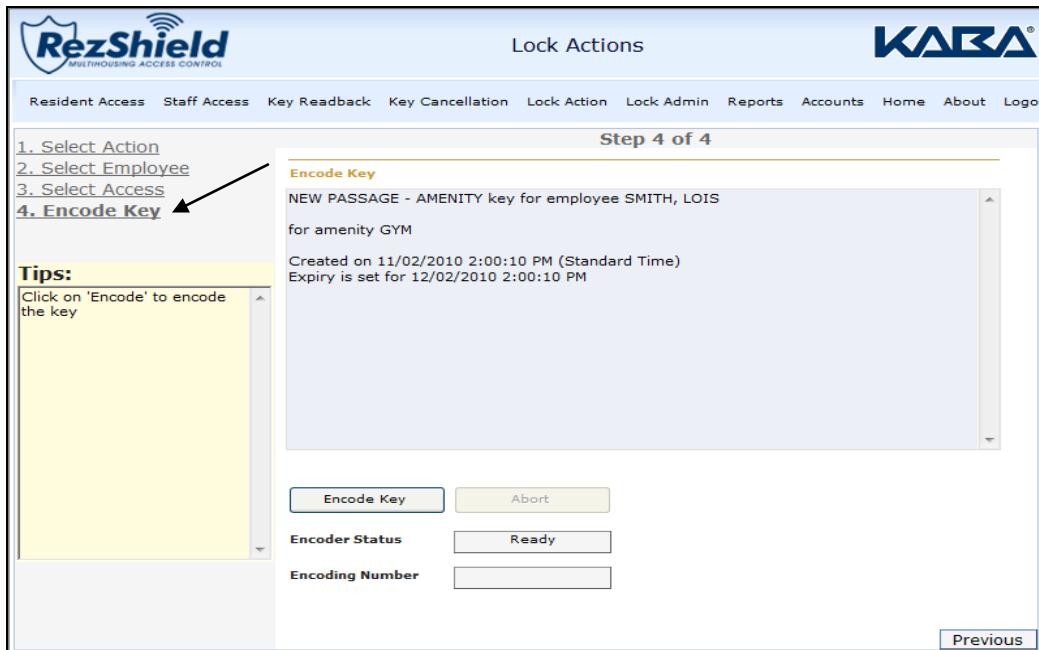 RezShield
MULTIHOUSING ACCESS CONTROL
Lock Actions
KABA®
Resident Access Staff Access Key Readback Key Cancellation Lock Action Lock Admin Reports Accounts Home About Logo
Step 4 of 4
1. Select Action
2. Select Employee
3. Select Access
4. Encode Key
Tips:
Click on 'Encode' to encode
the key
Encode Key
NEW PASSAGE - AMENITY key for employee SMITH, LOIS
for amenity GYM
Created on 11/02/2010 2:00:10 PM (Standard Time)
Expiry is set for 12/02/2010 2:00:10 PM
Encode Key Abort
Encoder Status Ready
Encoding Number
Previous